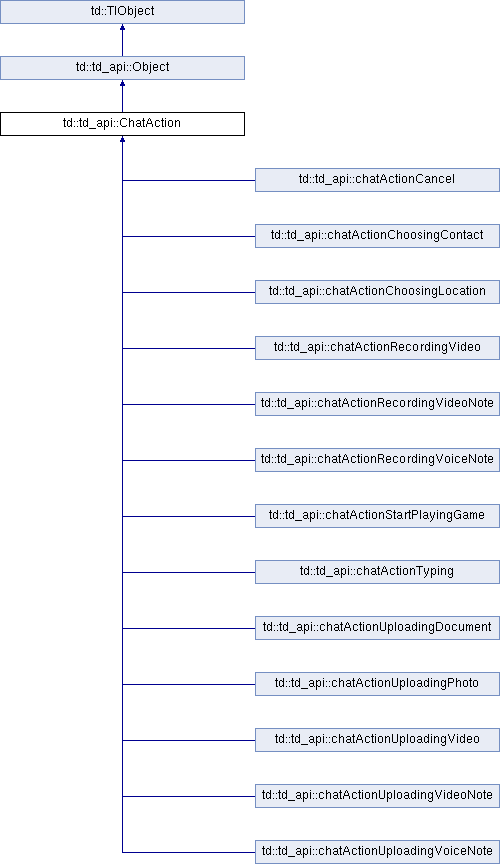 td::TlObject
td::td_api::Object
td::td_api::ChatAction
td::td_api::chatActionCancel
td::td_api::chatActionChoosingContact
td::td_api::chatActionChoosingLocation
td::td_api::chatActionRecordingVideo
td::td_api::chatActionRecordingVideoNote
td::td_api::chatActionRecordingVoiceNote
td::td_api::chatActionStartPlayingGame
td::td_api::chatActionTyping
td::td_api::chatActionUploadingDocument
td::td_api::chatActionUploadingPhoto
td::td_api::chatActionUploadingVideo
td::td_api::chatActionUploadingVideoNote
td::td_api::chatActionUploadingVoiceNote